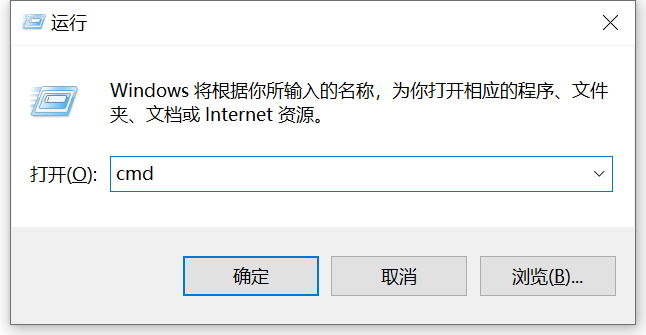 运行
Windows 将根据你所输入的名称，为你打开相应的程序、文件
夹、文档或 Internet 资源。
打开(O): cmd
确定 取消 浏览(B)...